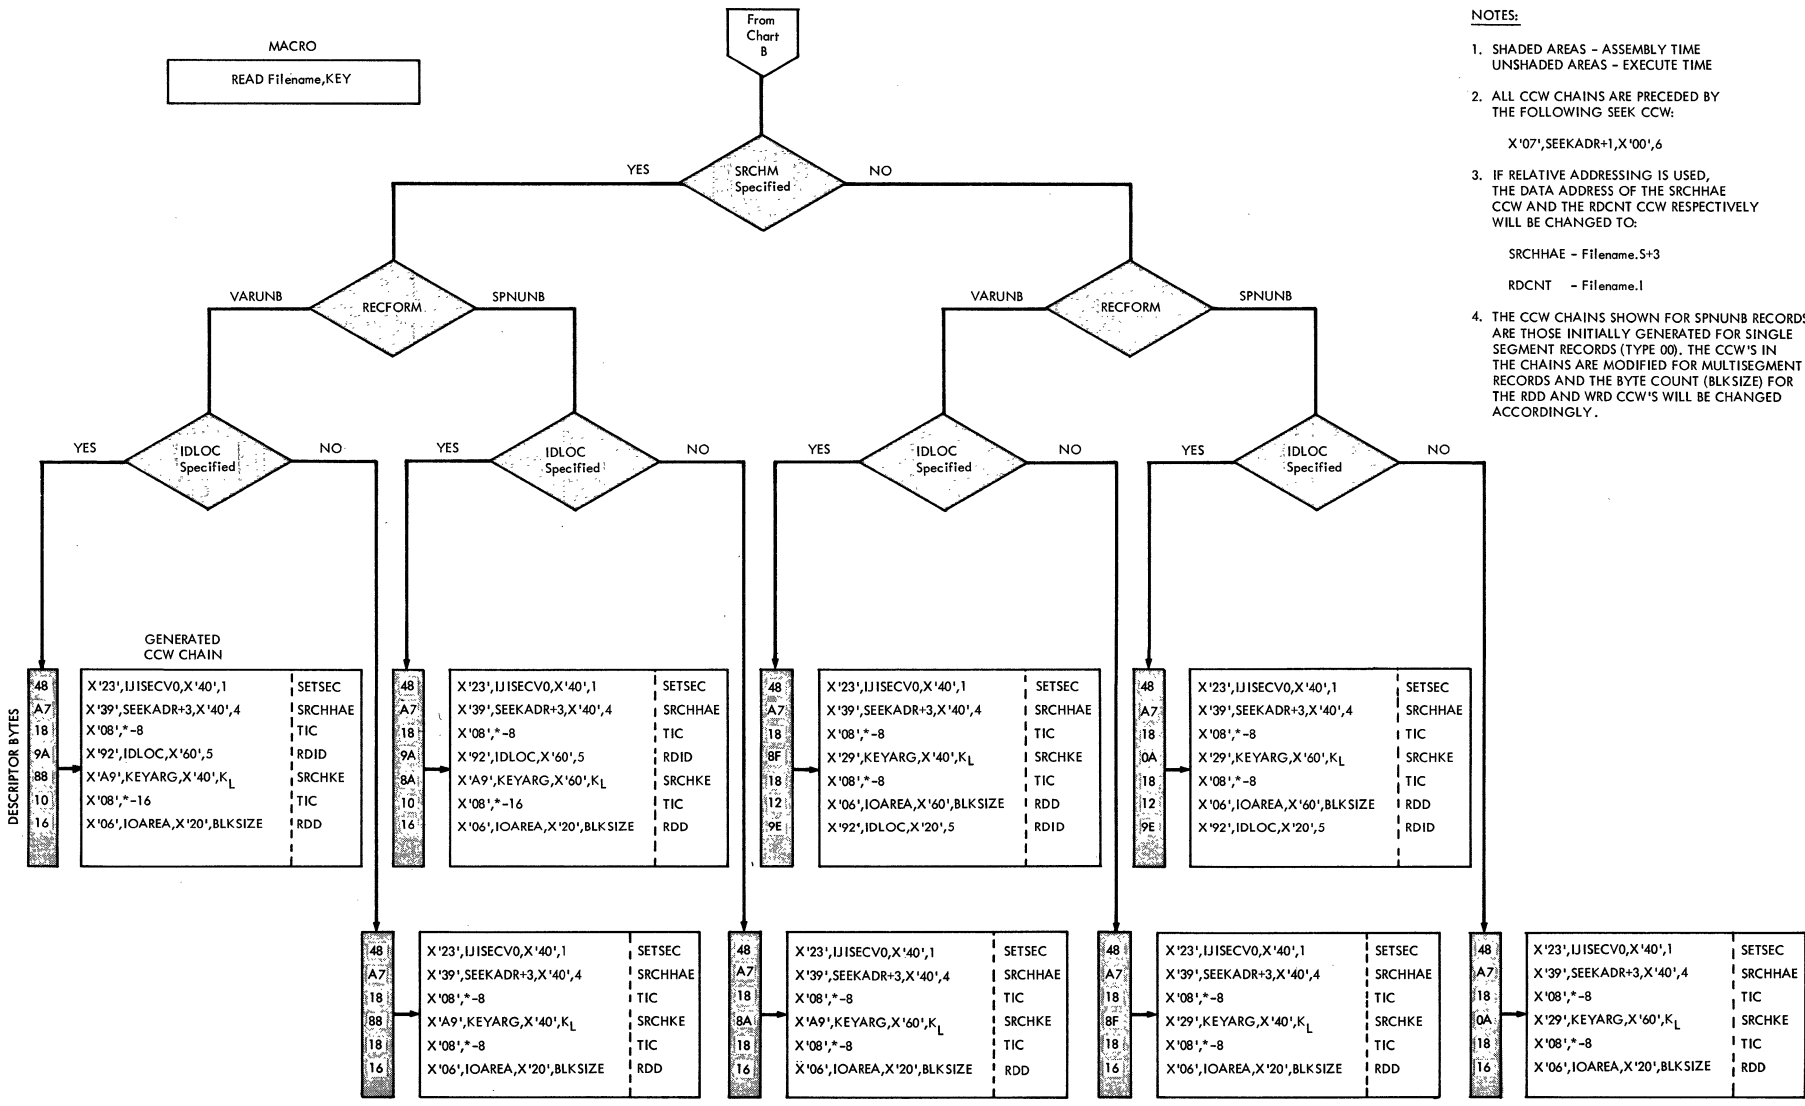 From
Chart
B
MACRO
READ Filename,KEY
NOTES:
1. SHADED AREAS - ASSEMBLY TIME
UNSHADED AREAS - EXECUTE TIME
2. ALL CCW CHAINS ARE PRECEDED BY
THE FOLLOWING SEEK CCW:
X'07',SEEKADR+1,X'00',6
3. IF RELATIVE ADDRESSING IS USED,
THE DATA ADDRESS OF THE SRCHHAE
CCW AND THE RDCNT CCW RESPECTIVELY
WILL BE CHANGED TO:
SRCHHAE - Filename.S+3
RDCNT - Filename.I
4. THE CCW CHAINS SHOWN FOR SPNUNB RECORDS
ARE THOSE INITIALLY GENERATED FOR SINGLE
SEGMENT RECORDS (TYPE 00). THE CCW'S IN
THE CHAINS ARE MODIFIED FOR MULTISEGMENT
RECORDS AND THE BYTE COUNT (BLKSIZE) FOR
THE RDD AND WRD CCW'S WILL BE CHANGED
ACCORDINGLY.
YES
SRCHM
Specified
NO
VARUNB
RECFORM
SPNUNB
VARUNB
RECFORM
SPNUNB
YES
IDLOC
Specified
NO
YES
IDLOC
Specified
NO
YES
IDLOC
Specified
NO
YES
IDLOC
Specified
NO
GENERATED
CCW CHAIN
DESCRIPTOR BYTES
48 X'23',IJISECV0,X'40',1 SETSEC
A7 X'39',SEEKADR+3,X'40',4 SRCHHAE
18 X'08',*-8 TIC
9A X'92',IDLOC,X'60',5 RDID
88 X'A9',KEYARG,X'40',KL SRCHKE
10 X'08',*-16 TIC
16 X'06',IOAREA,X'20',BLKSIZE RDD
48 X'23',IJISECV0,X'40',1 SETSEC
A7 X'39',SEEKADR+3,X'40',4 SRCHHAE
18 X'08',*-8 TIC
9A X'92',IDLOC,X'60',5 RDID
8A X'A9',KEYARG,X'60',KL SRCHKE
10 X'08',*-16 TIC
16 X'06',IOAREA,X'20',BLKSIZE RDD
48 X'23',IJISECV0,X'40',1 SETSEC
A7 X'39',SEEKADR+3,X'40',4 SRCHHAE
18 X'08',*-8 TIC
8F X'29',KEYARG,X'40',KL SRCHKE
18 X'08',*-8 TIC
12 X'06',IOAREA,X'60',BLKSIZE RDD
9E X'92',IDLOC,X'20',5 RDID
48 X'23',IJISECV0,X'40',1 SETSEC
A7 X'39',SEEKADR+3,X'40',4 SRCHHAE
18 X'08',*-8 TIC
0A X'29',KEYARG,X'60',KL SRCHKE
18 X'08',*-8 TIC
12 X'06',IOAREA,X'60',BLKSIZE RDD
9E X'92',IDLOC,X'20',5 RDID
48 X'23',IJISECV0,X'40',1 SETSEC
A7 X'39',SEEKADR+3,X'40',4 SRCHHAE
18 X'08',*-8 TIC
88 X'A9',KEYARG,X'40',KL SRCHKE
18 X'08',*-8 TIC
16 X'06',IOAREA,X'20',BLKSIZE RDD
48 X'23',IJISECV0,X'40',1 SETSEC
A7 X'39',SEEKADR+3,X'40',4 SRCHHAE
18 X'08',*-8 TIC
8A X'A9',KEYARG,X'60',KL SRCHKE
18 X'08',*-8 TIC
16 X'06',IOAREA,X'20',BLKSIZE RDD
48 X'23',IJISECV0,X'40',1 SETSEC
A7 X'39',SEEKADR+3,X'40',4 SRCHHAE
18 X'08',*-8 TIC
8F X'29',KEYARG,X'40',KL SRCHKE
18 X'08',*-8 TIC
16 X'06',IOAREA,X'20',BLKSIZE RDD
48 X'23',IJISECV0,X'40',1 SETSEC
A7 X'39',SEEKADR+3,X'40',4 SRCHHAE
18 X'08',*-8 TIC
0A X'29',KEYARG,X'60',KL SRCHKE
18 X'08',*-8 TIC
16 X'06',IOAREA,X'20',BLKSIZE RDD